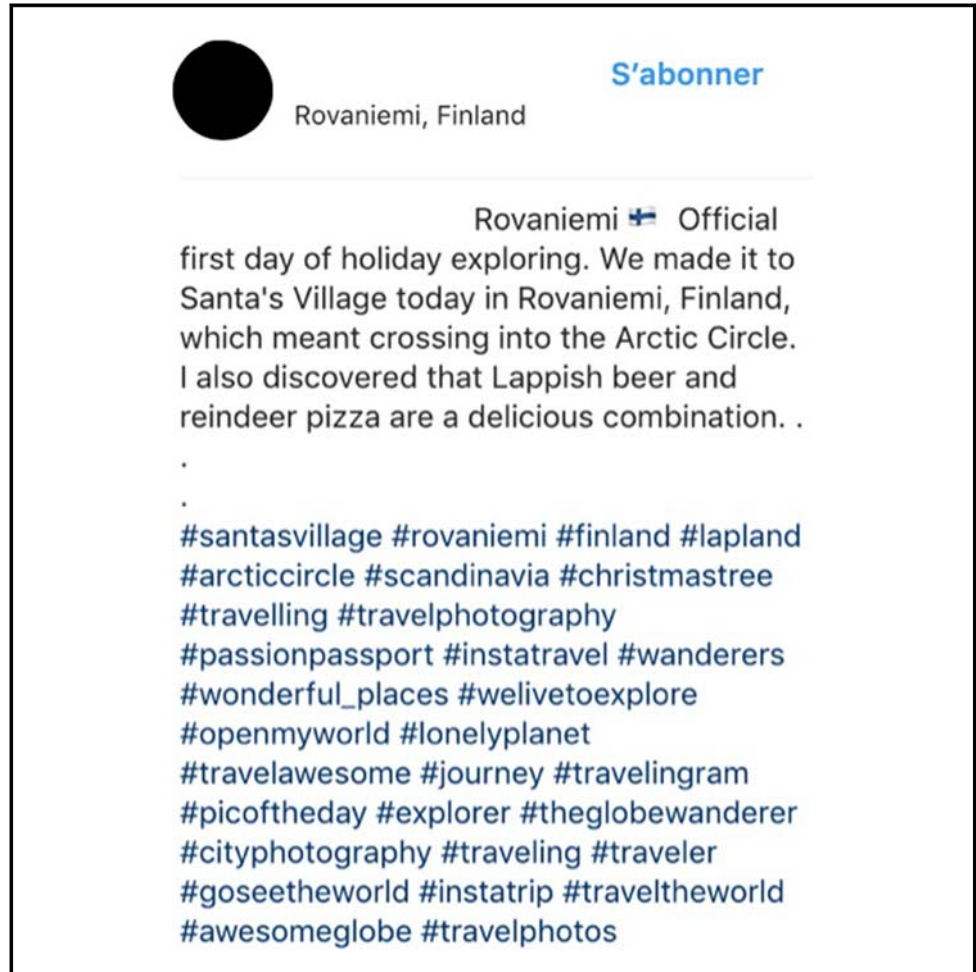 S'abonner
Rovaniemi, Finland
Rovaniemi 🇫🇮 Official
first day of holiday exploring. We made it to
Santa's Village today in Rovaniemi, Finland,
which meant crossing into the Arctic Circle.
I also discovered that Lappish beer and
reindeer pizza are a delicious combination. .
.
.
#santasvillage #rovaniemi #finland #lapland
#arcticcircle #scandinavia #christmastree
#travelling #travelphotography
#passionpassport #instatravel #wanderers
#wonderful_places #welivetoexplore
#openmyworld #lonelyplanet
#travelawesome #journey #travelingram
#picoftheday #explorer #theglobewanderer
#cityphotography #traveling #traveler
#goseetheworld #instatrip #traveltheworld
#awesomeglobe #travelphotos